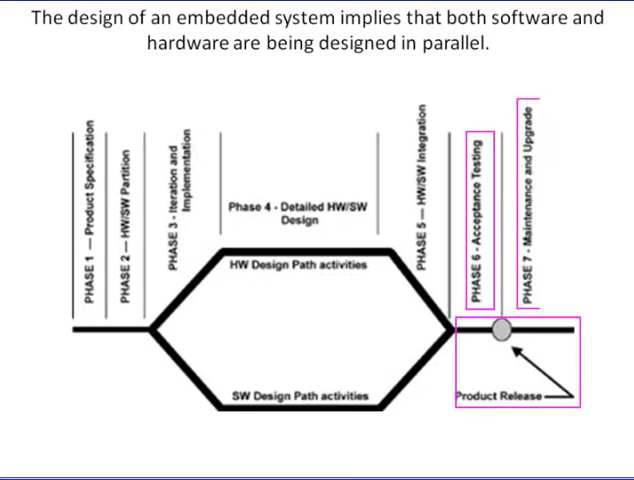 The design of an embedded system implies that both software and
hardware are being designed in parallel.
PHASE 1 — Product Specification
PHASE 2 — HW/SW Partition
PHASE 3 - Iteration and
Implementation
Phase 4 - Detailed HW/SW
Design
PHASE 5 — HW/SW Integration
PHASE 6 - Acceptance Testing
PHASE 7 - Maintenance and Upgrade
HW Design Path activities
SW Design Path activities
Product Release